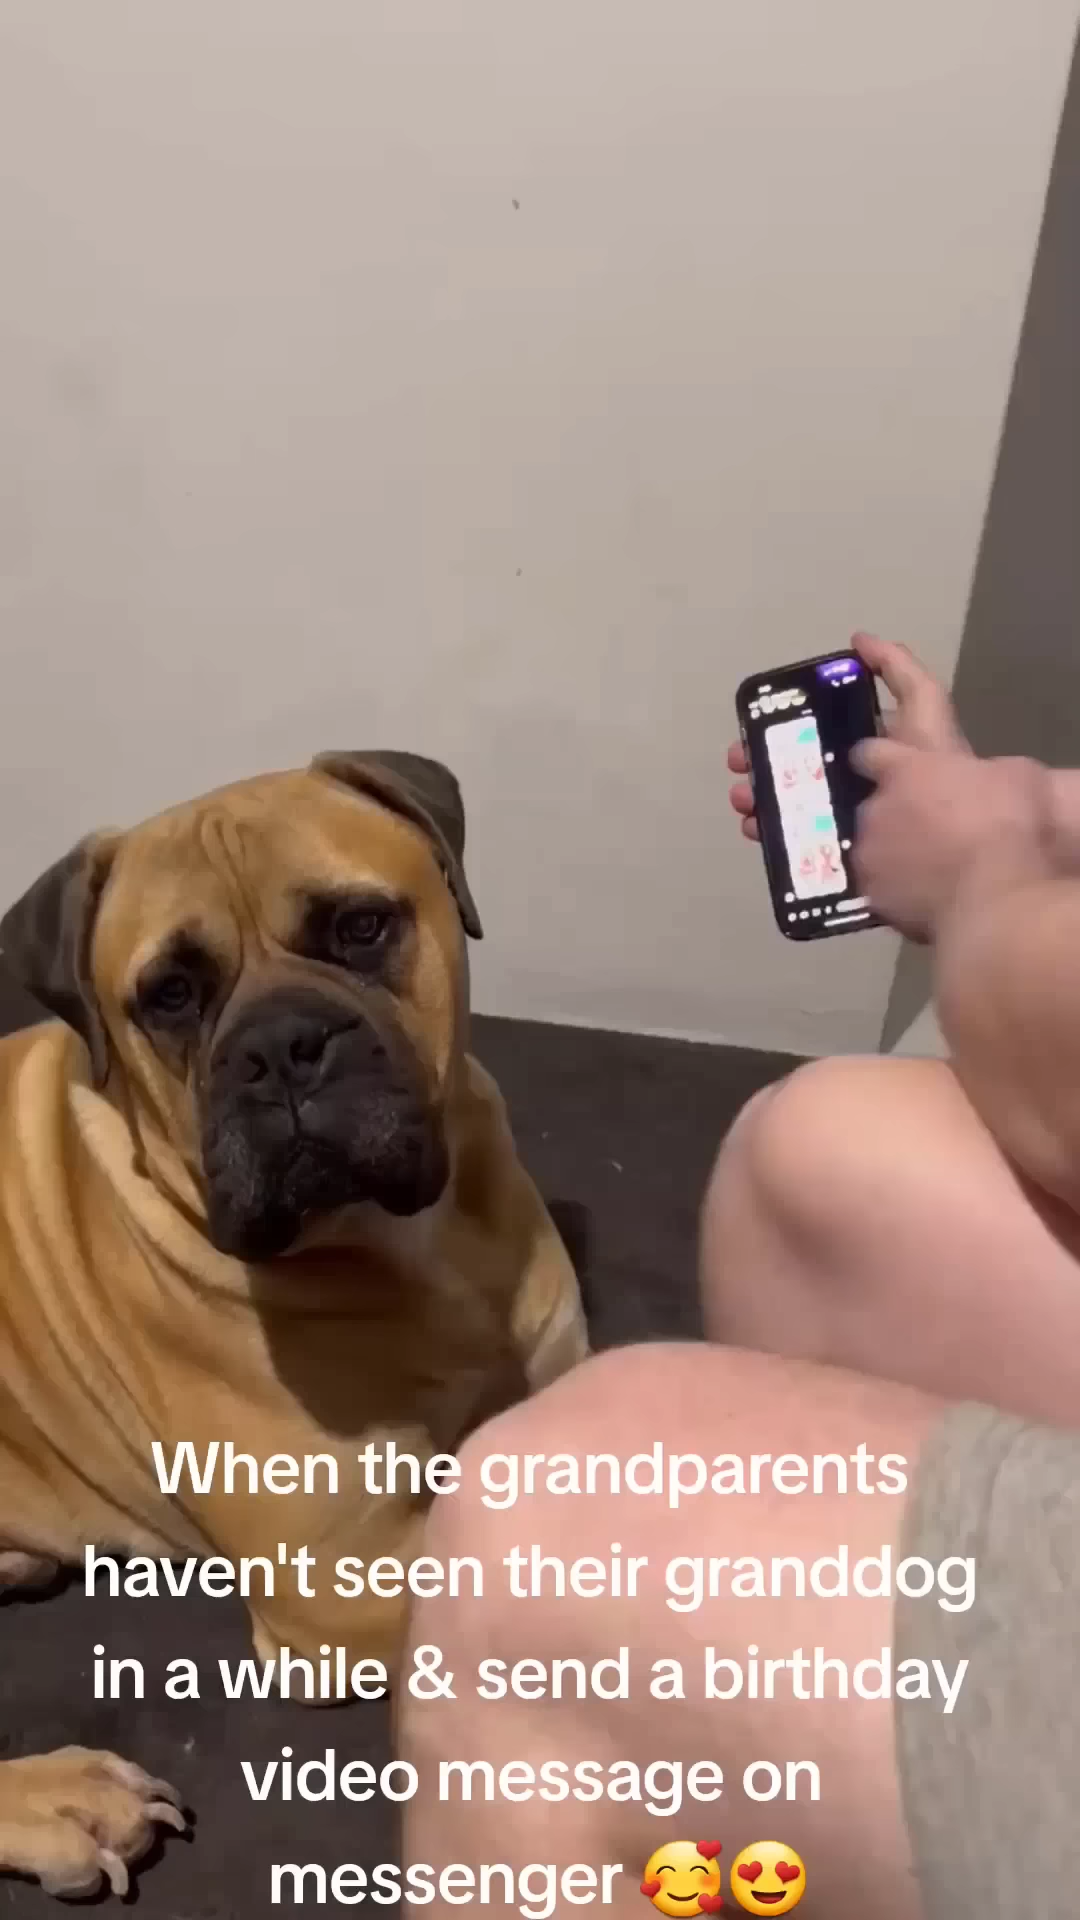 When the grandparents
haven't seen their granddog
in a while & send a birthday
video message on
messenger 🥰😍